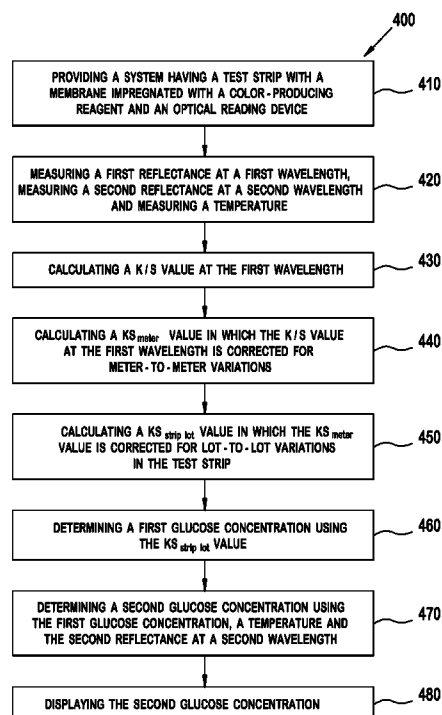 400
PROVIDING A SYSTEM HAVING A TEST STRIP WITH A
MEMBRANE IMPREGNATED WITH A COLOR-PRODUCING
REAGENT AND AN OPTICAL READING DEVICE
410
MEASURING A FIRST REFLECTANCE AT A FIRST WAVELENGTH,
MEASURING A SECOND REFLECTANCE AT A SECOND WAVELENGTH
AND MEASURING A TEMPERATURE
420
CALCULATING A K/S VALUE AT THE FIRST WAVELENGTH
430
CALCULATING A KSmeter VALUE IN WHICH THE K/S VALUE
AT THE FIRST WAVELENGTH IS CORRECTED FOR
METER-TO-METER VARIATIONS
440
CALCULATING A KSstrip lot VALUE IN WHICH THE KSmeter
VALUE IS CORRECTED FOR LOT-TO-LOT VARIATIONS
IN THE TEST STRIP
450
DETERMINING A FIRST GLUCOSE CONCENTRATION USING
THE KSstrip lot VALUE
460
DETERMINING A SECOND GLUCOSE CONCENTRATION USING
THE FIRST GLUCOSE CONCENTRATION, A TEMPERATURE AND
THE SECOND REFLECTANCE AT A SECOND WAVELENGTH
470
DISPLAYING THE SECOND GLUCOSE CONCENTRATION
480